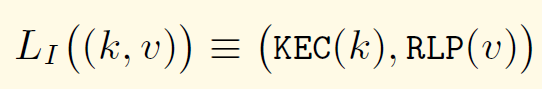 L_I((k, v)) ≡ (KEC(k), RLP(v))